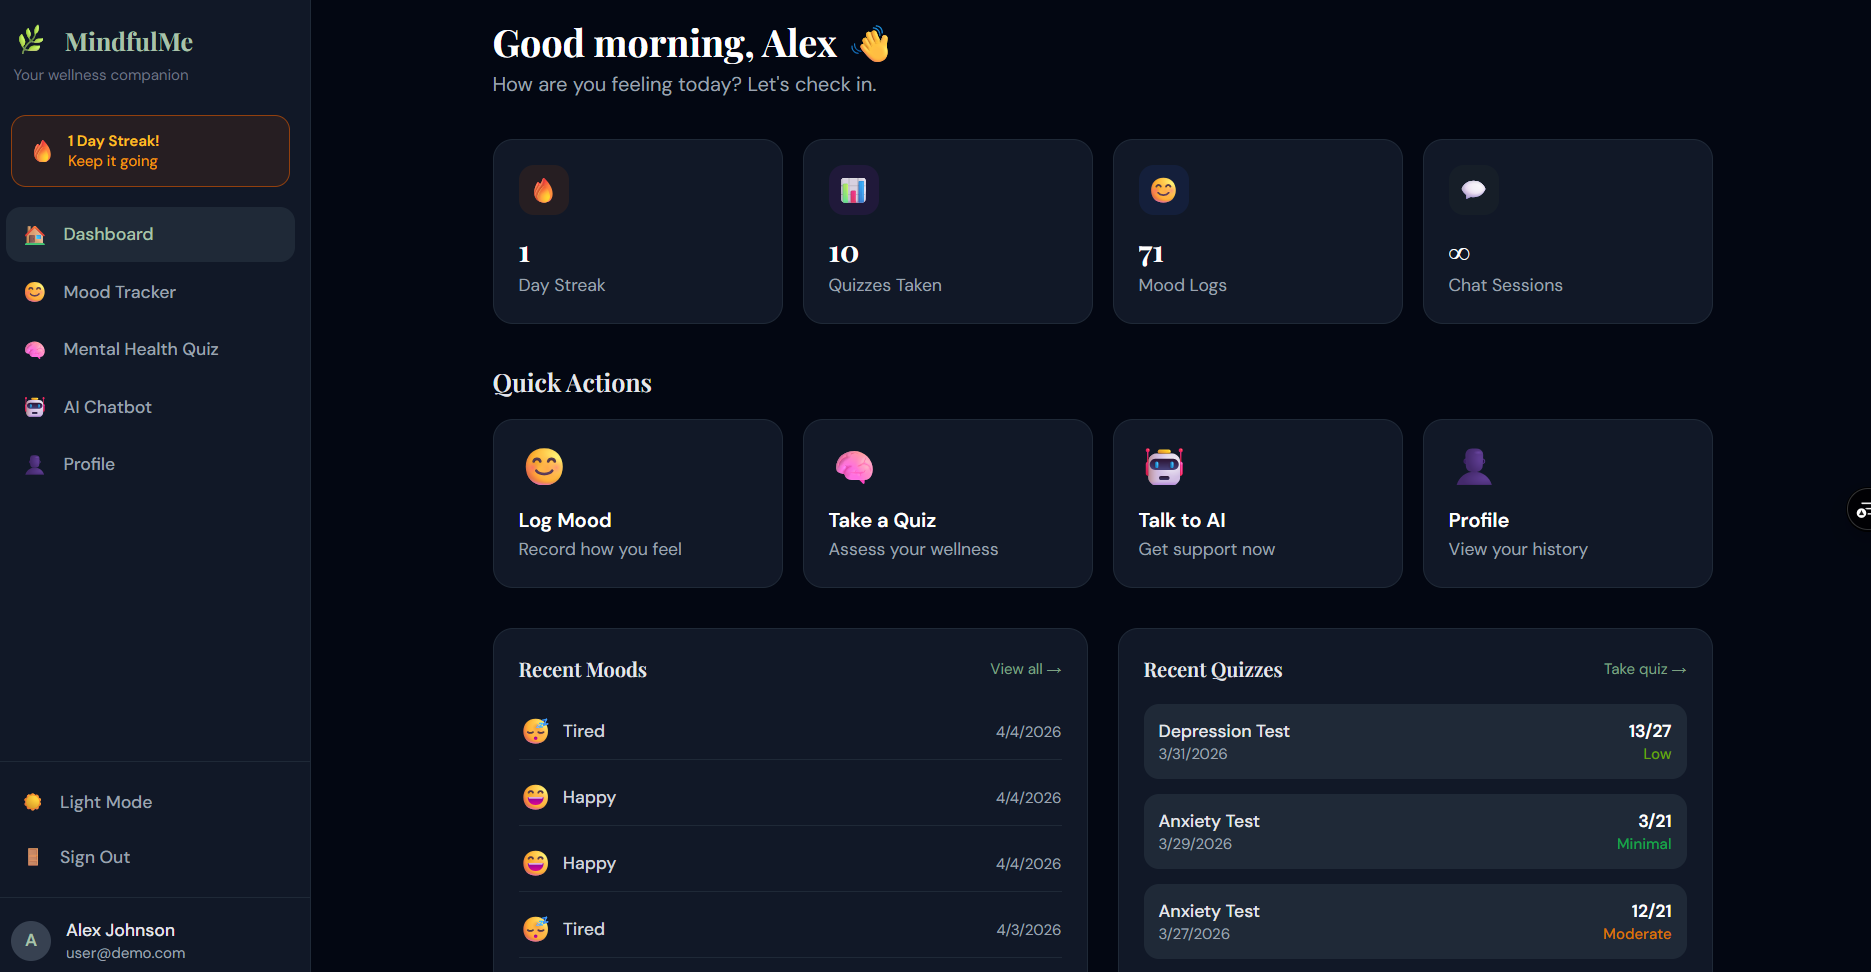 MindfulMe
Your wellness companion
1 Day Streak!
Keep it going
Dashboard
Mood Tracker
Mental Health Quiz
AI Chatbot
Profile
Light Mode
Sign Out
A
Alex Johnson
user@demo.com
Good morning, Alex
How are you feeling today? Let's check in.
1
Day Streak
10
Quizzes Taken
71
Mood Logs
∞
Chat Sessions
Quick Actions
Log Mood
Record how you feel
Take a Quiz
Assess your wellness
Talk to AI
Get support now
Profile
View your history
Recent Moods
View all →
Tired
4/4/2026
Happy
4/4/2026
Happy
4/4/2026
Tired
4/3/2026
Recent Quizzes
Take quiz →
Depression Test
13/27
3/31/2026
Low
Anxiety Test
3/21
3/29/2026
Minimal
Anxiety Test
12/21
3/27/2026
Moderate